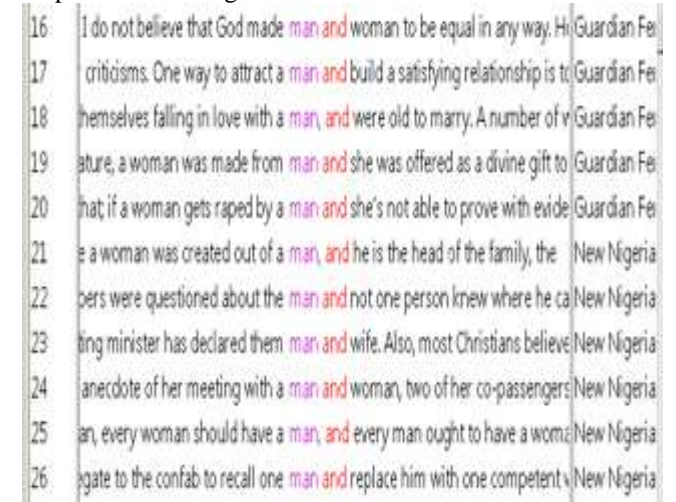 16 I do not believe that God made man and woman to be equal in any way. Guardian Fe
17 criticisms. One way to attract a man and build a satisfying relationship is to Guardian Fe
18 hemselves falling in love with a man, and were old to marry. A number of Guardian Fe
19 ature, a woman was made from man and she was offered as a divine gift to Guardian Fe
20 hat, if a woman gets raped by a man and she's not able to prove with evide Guardian Fe
21 e a woman was created out of a man, and he is the head of the family, the New Nigeria
22 pers were questioned about the man and not one person knew where he ca New Nigeria
23 ting minister has declared them man and wife. Also, most Christians believe New Nigeria
24 anecdote of her meeting with a man and woman, two of her co-passengers New Nigeria
25 an, every woman should have a man, and every man ought to have a woma New Nigeria
26 egate to the confab to recall one man and replace him with one competent New Nigeria